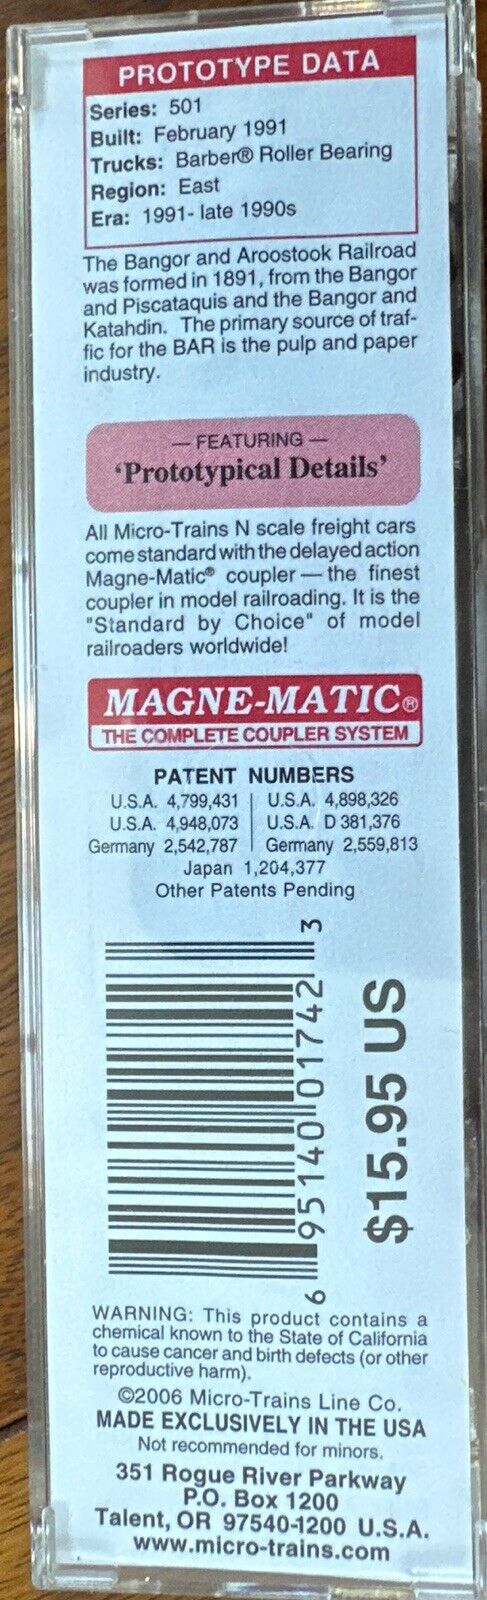 PROTOTYPE DATA
Series: 501
Built: February 1991
Trucks: Barber® Roller Bearing
Region: East
Era: 1991- late 1990s
The Bangor and Aroostook Railroad
was formed in 1891, from the Bangor
and Piscataquis and the Bangor and
Katahdin. The primary source of traf-
fic for the BAR is the pulp and paper
industry.
— FEATURING —
‘Prototypical Details’
All Micro-Trains N scale freight cars
come standard with the delayed action
Magne-Matic® coupler — the finest
coupler in model railroading. It is the
"Standard by Choice" of model
railroaders worldwide!
MAGNE-MATIC®
THE COMPLETE COUPLER SYSTEM
PATENT NUMBERS
U.S.A. 4,799,431 | U.S.A. 4,898,326
U.S.A. 4,948,073 | U.S.A. D 381,376
Germany 2,542,787 | Germany 2,559,813
Japan 1,204,377
Other Patents Pending
6 95140 01742 3
$15.95 US
WARNING: This product contains a
chemical known to the State of California
to cause cancer and birth defects (or other
reproductive harm).
©2006 Micro-Trains Line Co.
MADE EXCLUSIVELY IN THE USA
Not recommended for minors.
351 Rogue River Parkway
P.O. Box 1200
Talent, OR 97540-1200 U.S.A.
www.micro-trains.com